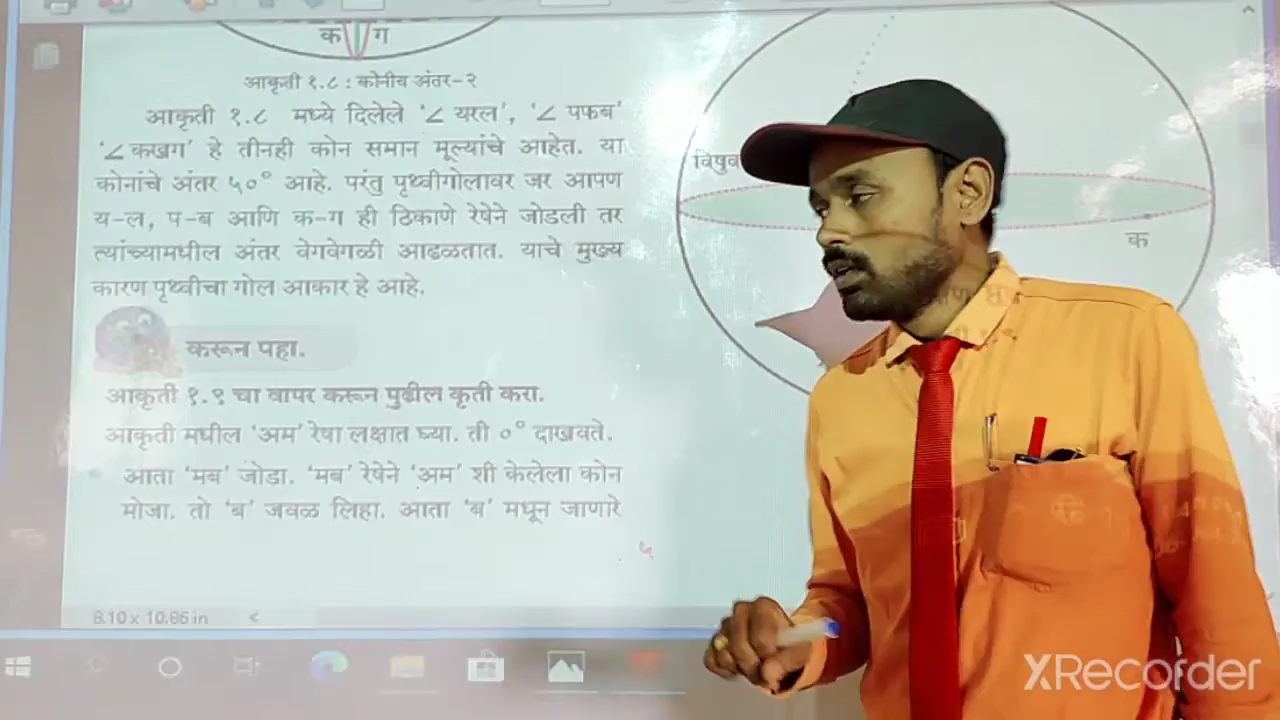 क ग
आकृती १.८ : कोनीय अंतर-२
आकृती १.८ मध्ये दिलेले ‘∠ यरल’, ‘∠ पफब’
‘∠ कखग’ हे तीनही कोन समान मूल्यांचे आहेत. या
कोनांचे अंतर ५०° आहे. परंतु पृथ्वीगोलावर जर आपण
य-ल, प-ब आणि क-ग ही ठिकाणे रेषेने जोडली तर
त्यांच्यामधील अंतर वेगवेगळी आढळतात. याचे मुख्य
कारण पृथ्वीचा गोल आकार हे आहे.
करून पहा.
आकृती १.९ चा वापर करून पुढील कृती करा.
आकृती मधील ‘अम’ रेषा लक्षात घ्या. ती ०° दाखवते.
आता ‘मब’ जोडा. ‘मब’ रेषेने ‘अम’ शी केलेला कोन
मोजा. तो ‘ब’ जवळ लिहा. आता ‘ब’ मधून जाणारे
५
8.10 x 10.86 in
<
विषुव
क
XRecorder